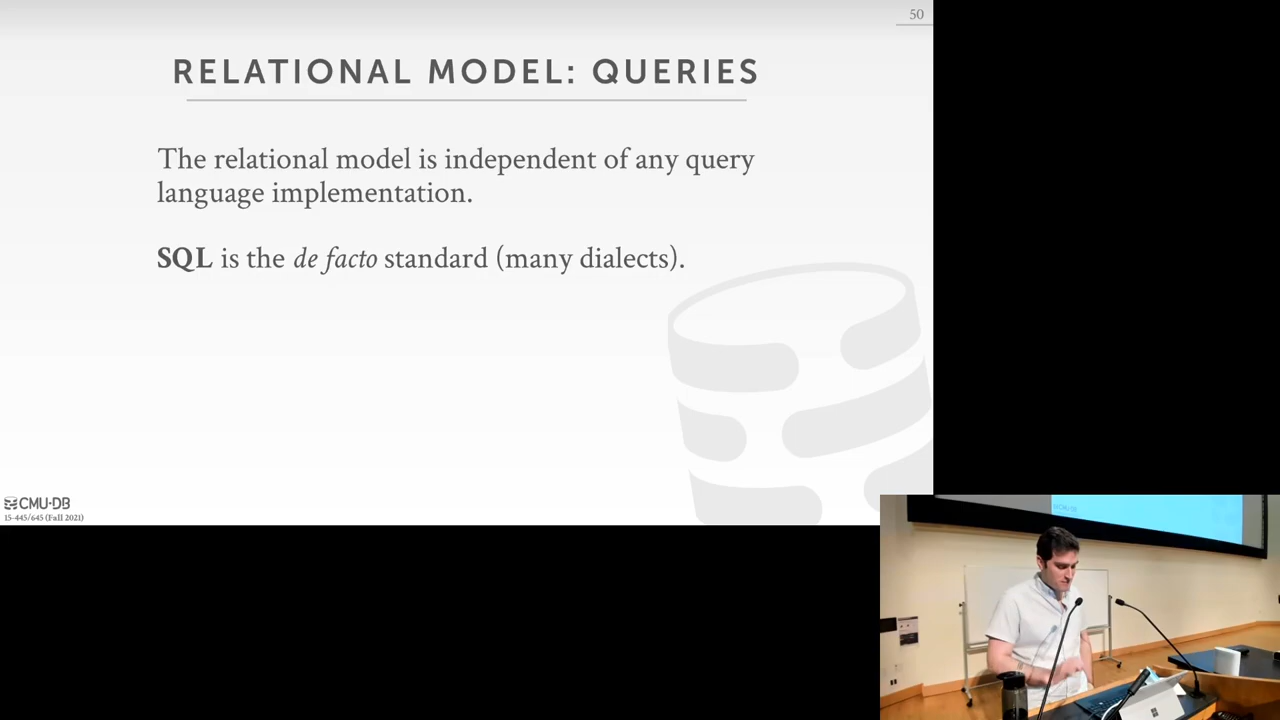 50
RELATIONAL MODEL: QUERIES
The relational model is independent of any query
language implementation.
SQL is the de facto standard (many dialects).
CMU·DB
15-445/645 (Fall 2021)